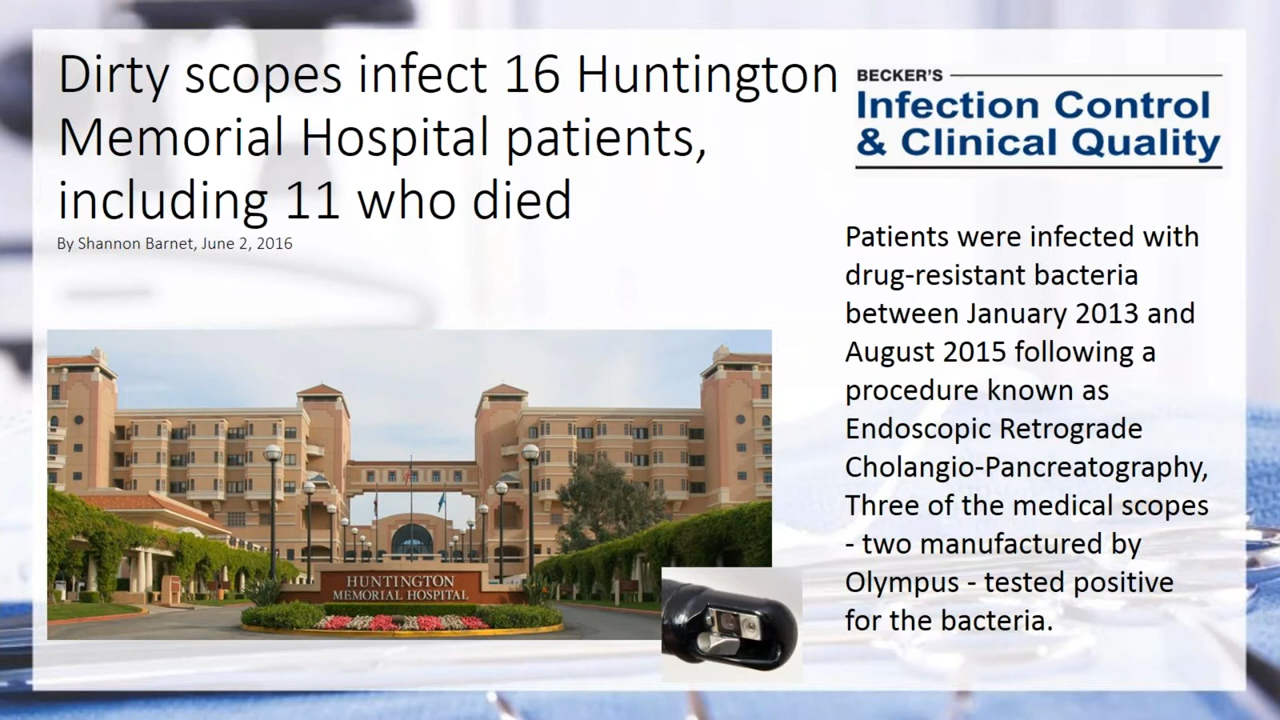 Dirty scopes infect 16 Huntington
Memorial Hospital patients,
including 11 who died
By Shannon Barnet, June 2, 2016
BECKER'S
Infection Control
& Clinical Quality
Patients were infected with
drug-resistant bacteria
between January 2013 and
August 2015 following a
procedure known as
Endoscopic Retrograde
Cholangio-Pancreatography,
Three of the medical scopes
- two manufactured by
Olympus - tested positive
for the bacteria.
HUNTINGTON
MEMORIAL HOSPITAL